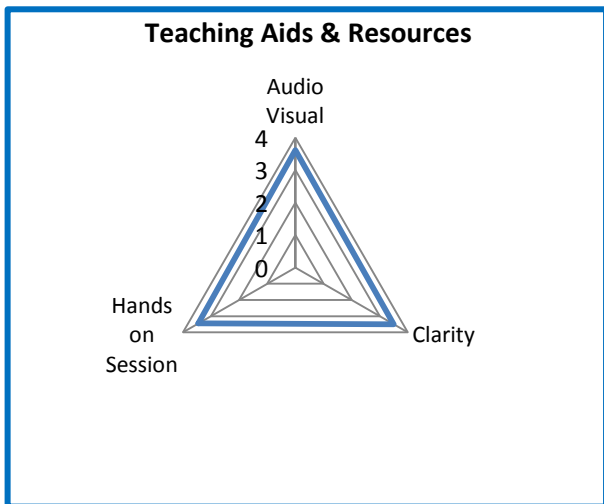 Teaching Aids & Resources
Audio
Visual
4
3
2
1
0
Hands
on
Session
Clarity